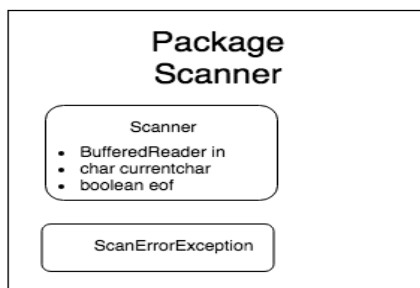 Package
Scanner
Scanner
• BufferedReader in
• char currentchar
• boolean eof
ScanErrorException